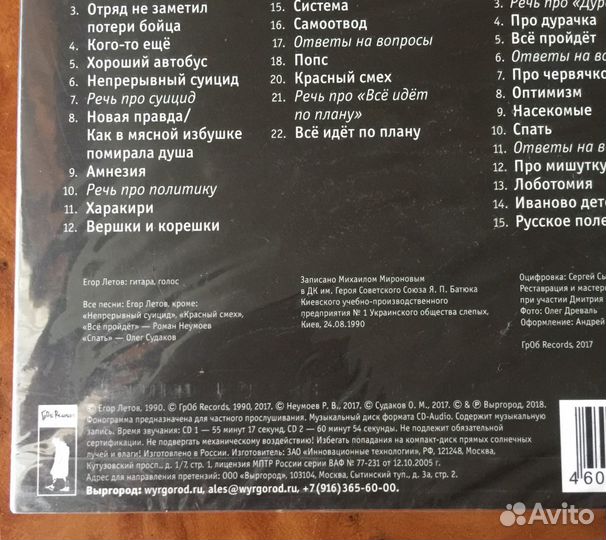 3. Отряд не заметил
потери бойца
4. Кого-то ещё
5. Хороший автобус
6. Непрерывный суицид
7. Речь про суицид
8. Новая правда/
Как в мясной избушке
помирала душа
9. Амнезия
10. Речь про политику
11. Харакири
12. Вершки и корешки
15. Система
16. Самоотвод
17. Ответы на вопросы
18. Попс
20. Красный смех
21. Речь про «Всё идёт
по плану»
22. Всё идёт по плану
3. Речь про «Дура
4. Про дурачка
5. Всё пройдёт
6. Ответы на во
7. Про червячко
8. Оптимизм
9. Насекомые
10. Спать
11. Ответы на во
12. Про мишутку
13. Лоботомия
14. Иваново дет
15. Русское пол
Егор Летов: гитара, голос
Все песни: Егор Летов, кроме:
«Непрерывный суицид», «Красный смех»,
«Всё пройдёт» — Роман Неумоев
«Спать» — Олег Судаков
Записано Михаилом Мироновым
в ДК им. Героя Советского Союза Я. П. Батюка
Киевского учебно-производственного
предприятия № 1 Украинского общества слепых,
Киев, 24.08.1990
Оцифровка: Сергей Сы
Реставрация и мастери
при участии Дмитрия
Фото: Олег Древаль
Оформление: Андрей
ГрОб Records, 2017
ГрОб Records
© Егор Летов, 1990. © ГрОб Records, 1990, 2017. © Неумоев Р. В., 2017. © Судаков О. М., 2017. © & ℗ Выргород, 2018.
Фонограмма предназначена для частного прослушивания. Музыкальный диск формата CD-Audio. Содержит музыкальную
запись. Время звучания: CD 1 — 55 минут 17 секунд, CD 2 — 60 минут 54 секунды. Не подлежит обязательной
сертификации. Не подвергать механическому воздействию! Избегать попадания на компакт-диск прямых солнечных
лучей и влаги! Изготовлено в России. Изготовитель: ЗАО «Инновационные технологии», РФ, 121248, Москва,
Кутузовский просп., д. 1/7, стр. 1, лицензия МПТР России серии ВАФ № 77-231 от 12.10.2005 г.
Адрес для направления претензий: ООО «Выргород», 103104, Москва, Сытинский туп., д. 3а, стр. 2.
Выргород: wyrgorod.ru, ales@wyrgorod.ru, +7(916)365-60-00.
460
Avito